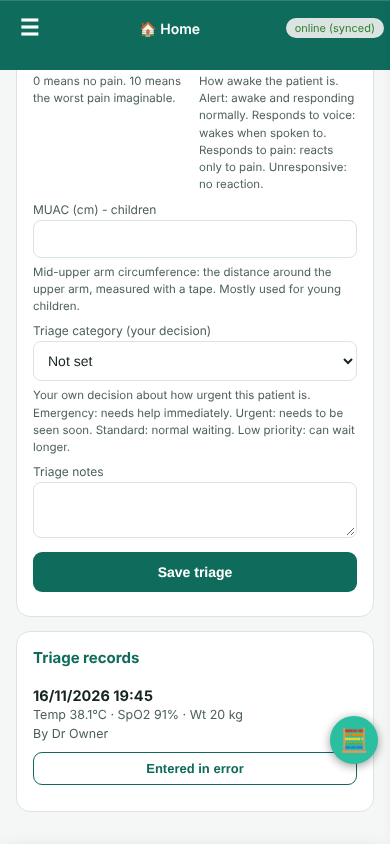 Home
online (synced)
0 means no pain. 10 means
the worst pain imaginable.
How awake the patient is.
Alert: awake and responding
normally. Responds to voice:
wakes when spoken to.
Responds to pain: reacts
only to pain. Unresponsive:
no reaction.
MUAC (cm) - children
Mid-upper arm circumference: the distance around the
upper arm, measured with a tape. Mostly used for young
children.
Triage category (your decision)
Not set
Your own decision about how urgent this patient is.
Emergency: needs help immediately. Urgent: needs to be
seen soon. Standard: normal waiting. Low priority: can wait
longer.
Triage notes
Save triage
Triage records
16/11/2026 19:45
Temp 38.1°C · SpO2 91% · Wt 20 kg
By Dr Owner
Entered in error